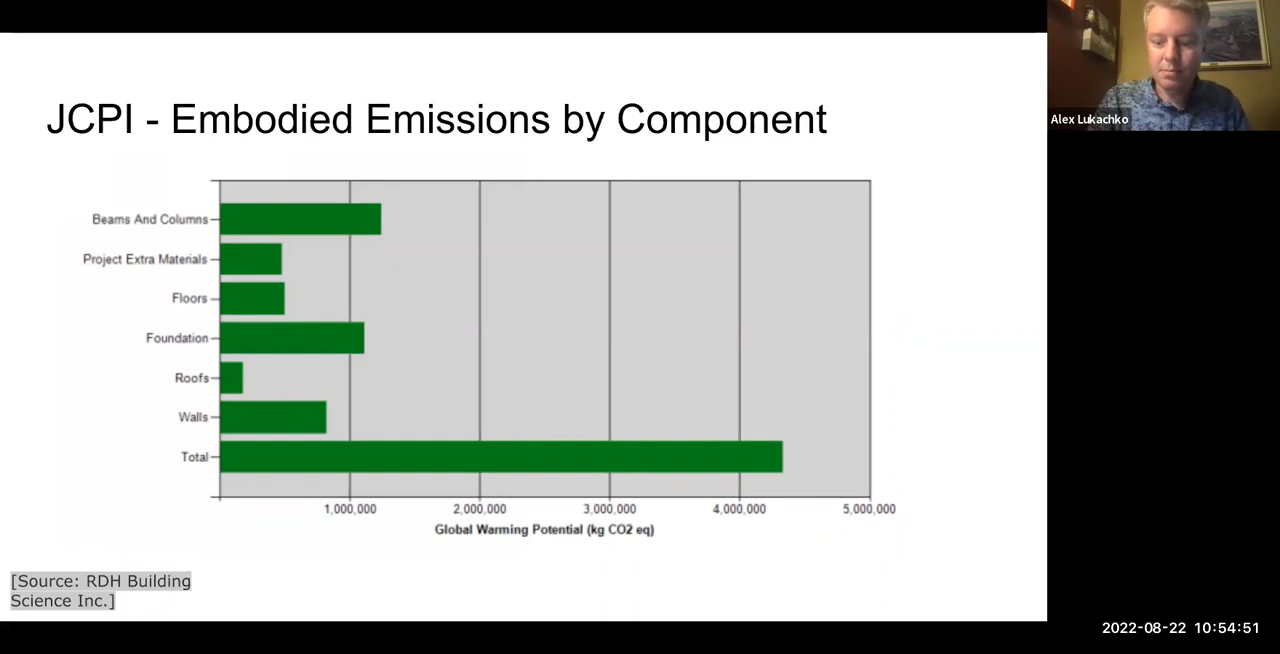 JCPI - Embodied Emissions by Component
Alex Lukachko
Beams And Columns
Project Extra Materials
Floors
Foundation
Roofs
Walls
Total
1,000,000 2,000,000 3,000,000 4,000,000 5,000,000
Global Warming Potential (kg CO2 eq)
[Source: RDH Building
Science Inc.]
2022-08-22 10:54:51